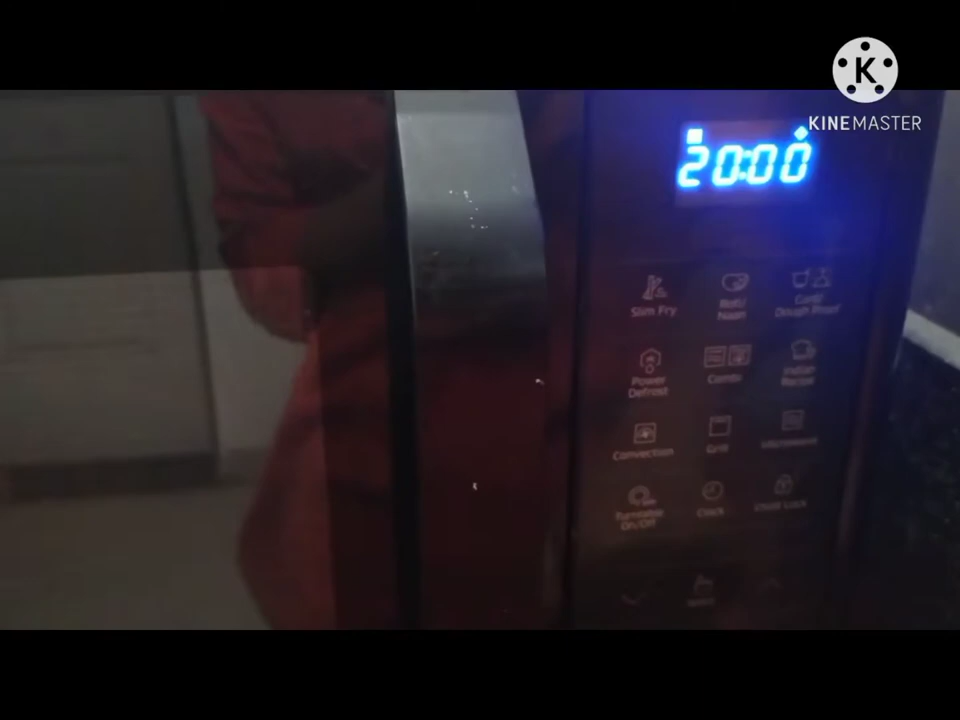 K
KINEMASTER
20:00
Slim Fry
Roti/
Naan
Curd/
Dough Proof
Power
Defrost
Combi
Indian
Recipe
Convection
Grill
Microwave
Turntable
On/Off
Clock
Child Lock